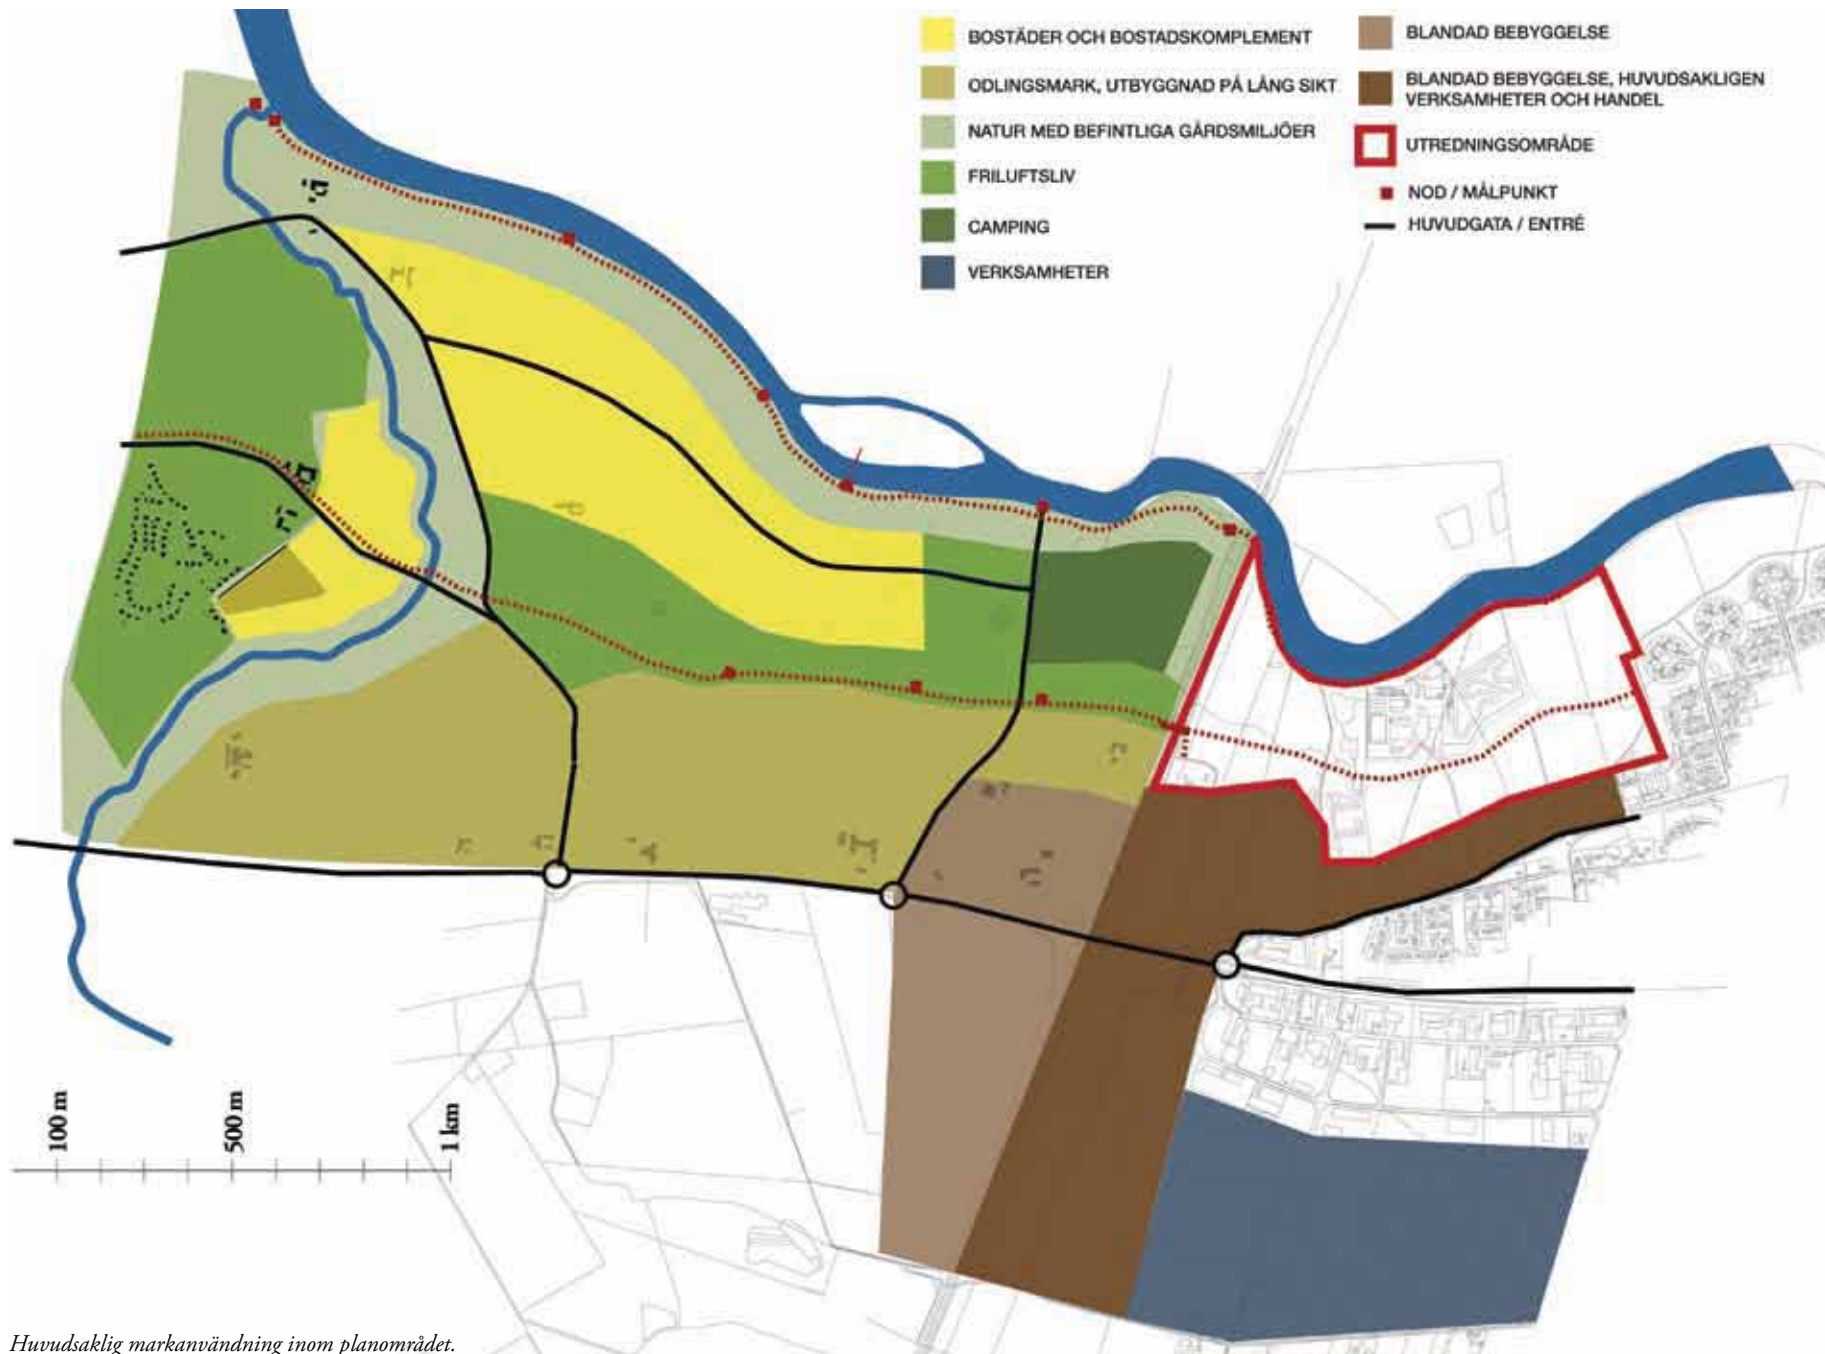 BOSTÄDER OCH BOSTADSKOMPLEMENT
ODLINGSMARK, UTBYGGNAD PÅ LÅNG SIKT
NATUR MED BEFINTLIGA GÅRDSMILJÖER
FRILUFTSLIV
CAMPING
VERKSAMHETER
BLANDAD BEBYGGELSE
BLANDAD BEBYGGELSE, HUVUDSAKLIGEN
VERKSAMHETER OCH HANDEL
UTREDNINGSOMRÅDE
NOD / MÅLPUNKT
HUVUDGATA / ENTRÉ
100 m
500 m
1 km
Huvudsaklig markanvändning inom planområdet.